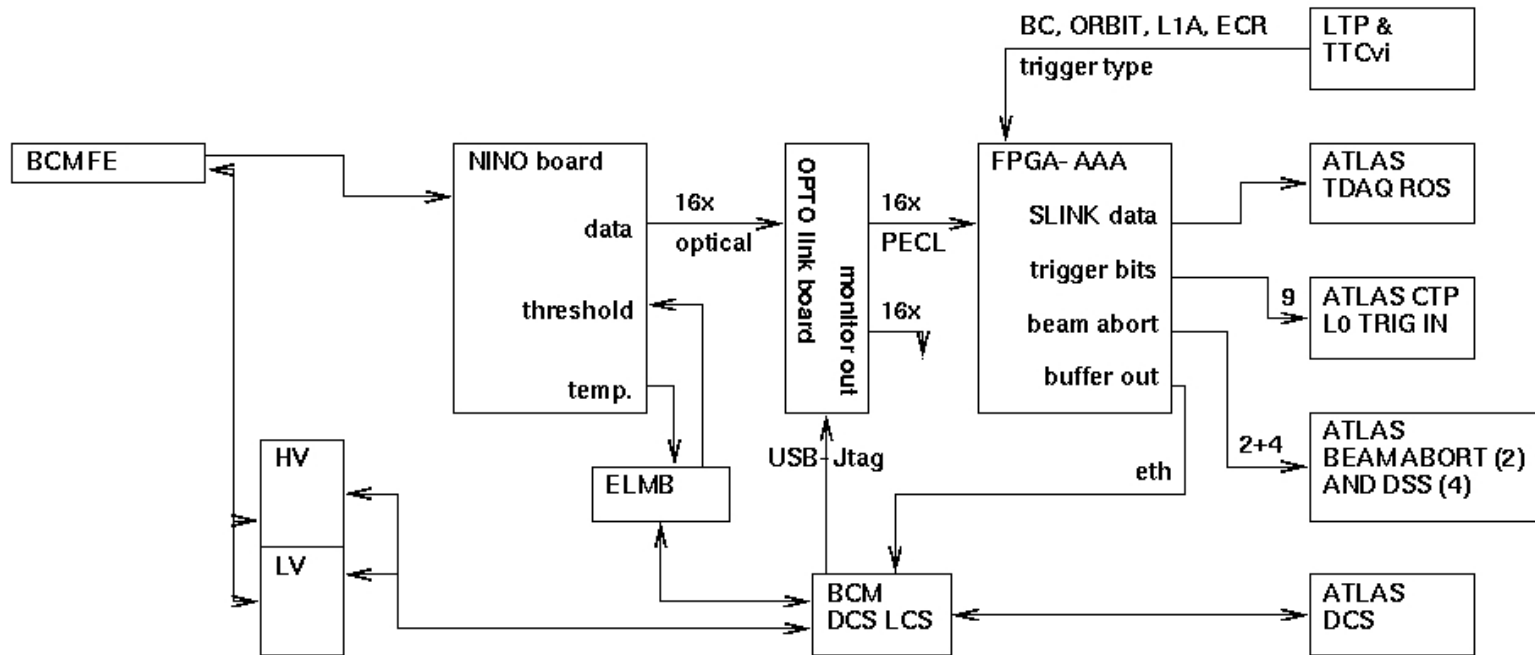 BC, ORBIT, L1A, ECR
trigger type
LTP &
TTCvi
BCMFE
NINO board
data
threshold
temp.
16x
optical
OPTO link board
monitor out
16x
PECL
16x
FPGA- AAA
SLINK data
trigger bits
beam abort
buffer out
ATLAS
TDAQ ROS
9
ATLAS CTP
L0 TRIG IN
2+4
ATLAS
BEAM ABORT (2)
AND DSS (4)
HV
LV
ELMB
USB-Jtag
eth
BCM
DCS LCS
ATLAS
DCS